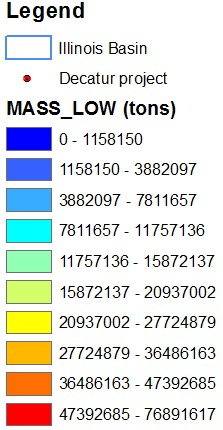 Legend
Illinois Basin
Decatur project
MASS_LOW (tons)
0 - 1158150
1158150 - 3882097
3882097 - 7811657
7811657 - 11757136
11757136 - 15872137
15872137 - 20937002
20937002 - 27724879
27724879 - 36486163
36486163 - 47392685
47392685 - 76891617